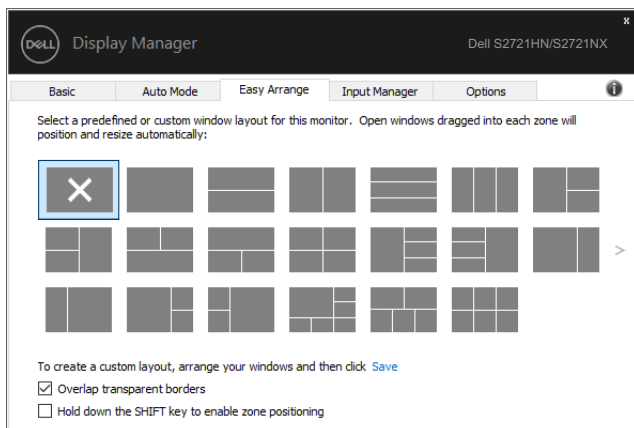 x
DELL Display Manager Dell S2721HN/S2721NX
Basic Auto Mode Easy Arrange Input Manager Options i
Select a predefined or custom window layout for this monitor. Open windows dragged into each zone will
position and resize automatically:
>
To create a custom layout, arrange your windows and then click Save
Overlap transparent borders
Hold down the SHIFT key to enable zone positioning